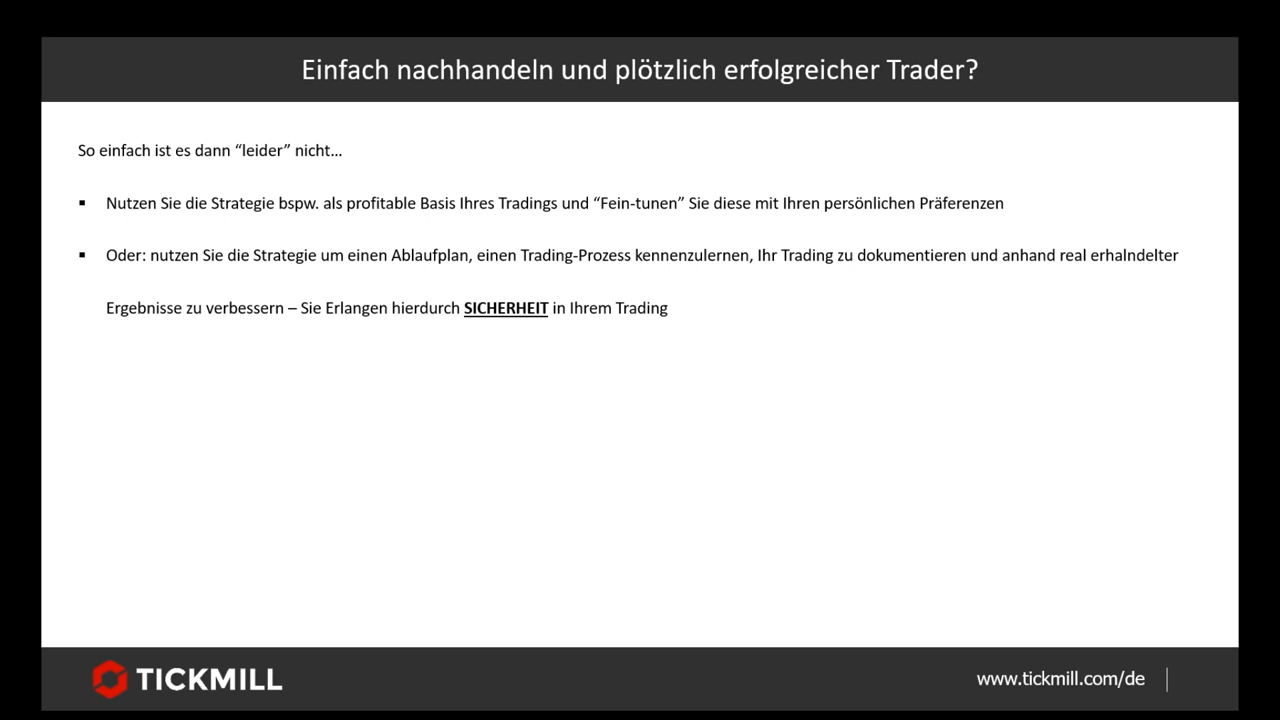 Einfach nachhandeln und plötzlich erfolgreicher Trader?
So einfach ist es dann “leider” nicht...
▪ Nutzen Sie die Strategie bspw. als profitable Basis Ihres Tradings und “Fein-tunen” Sie diese mit Ihren persönlichen Präferenzen
▪ Oder: nutzen Sie die Strategie um einen Ablaufplan, einen Trading-Prozess kennenzulernen, Ihr Trading zu dokumentieren und anhand real erhalndelter
Ergebnisse zu verbessern – Sie Erlangen hierdurch SICHERHEIT in Ihrem Trading
TICKMILL
www.tickmill.com/de